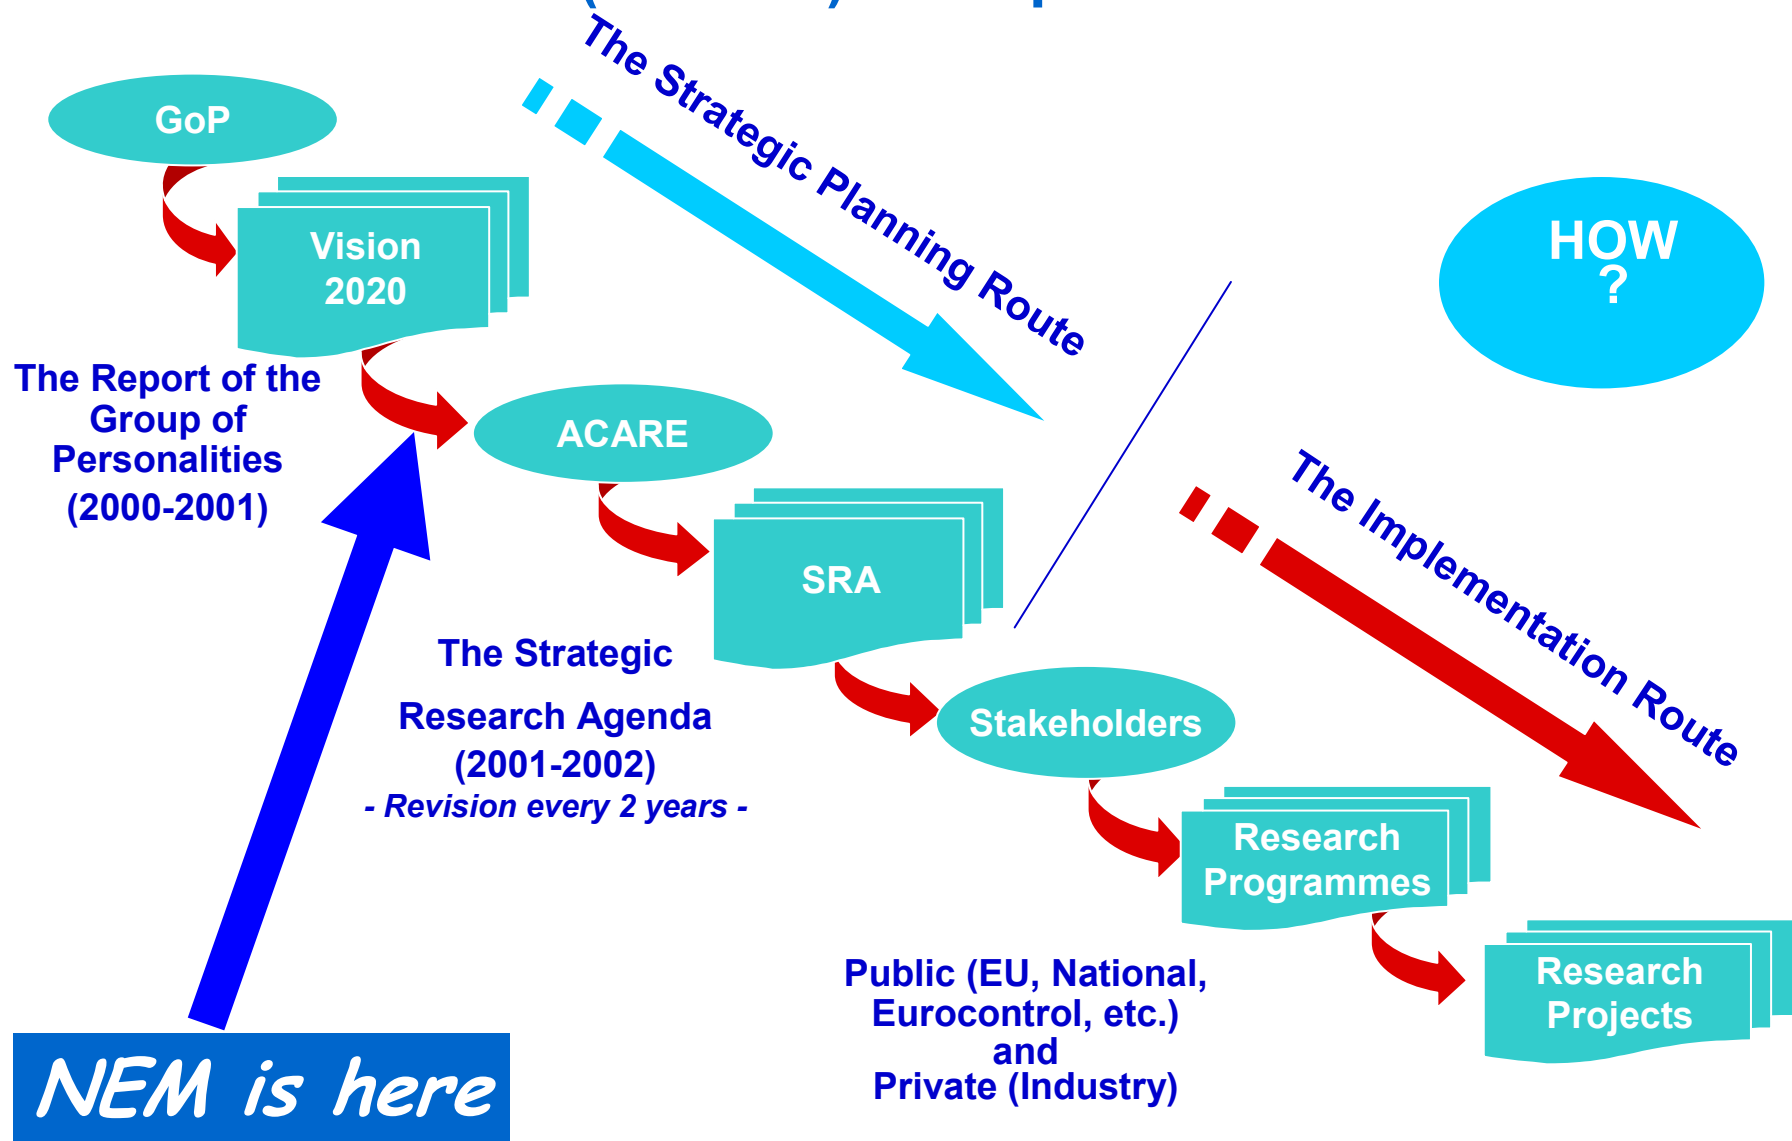 The Strategic Planning Route
GoP
Vision
2020
HOW
?
The Report of the
Group of
Personalities
(2000-2001)
ACARE
The Implementation Route
SRA
The Strategic
Research Agenda
(2001-2002)
- Revision every 2 years -
Stakeholders
Research
Programmes
Research
Projects
Public (EU, National,
Eurocontrol, etc.)
and
Private (Industry)
NEM is here